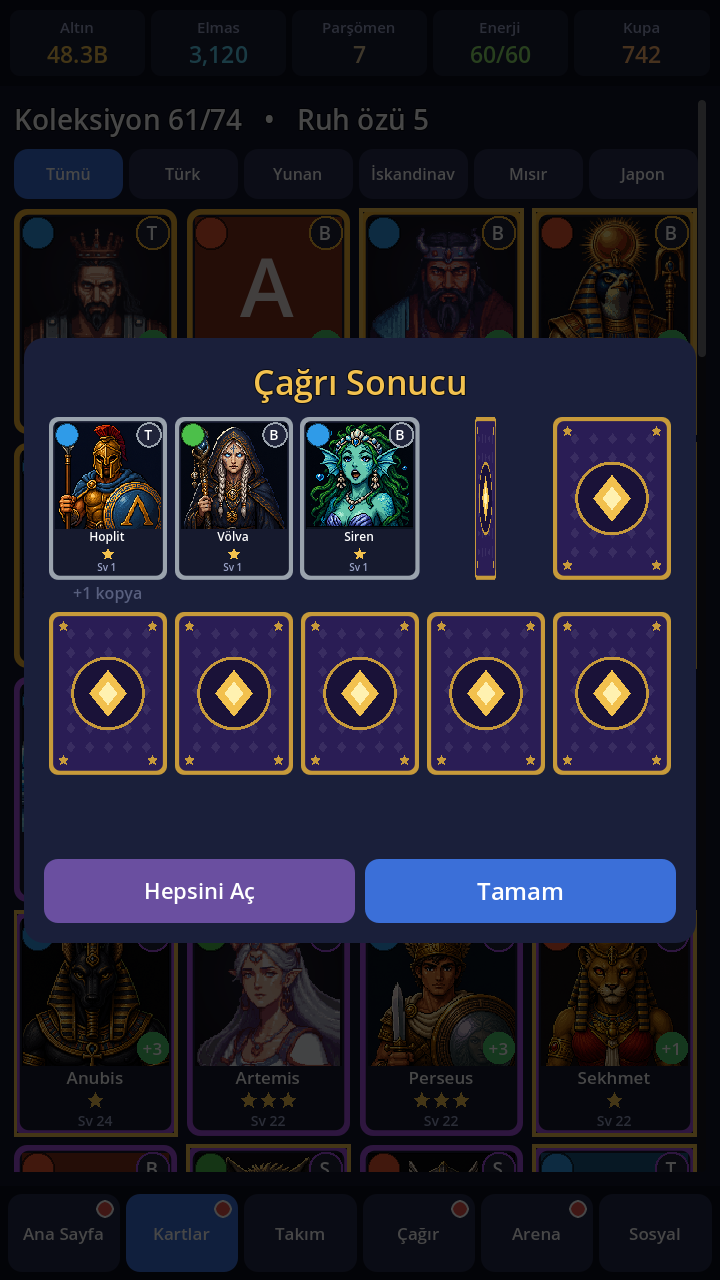 Altın
48.3B
Elmas
3,120
Parşömen
7
Enerji
60/60
Kupa
742
Koleksiyon 61/74 • Ruh özü 5
Tümü
Türk
Yunan
İskandinav
Mısır
Japon
T
B
B
B
A
Çağrı Sonucu
T
B
B
Hoplit
Völva
Siren
Sv 1
Sv 1
Sv 1
+1 kopya
Hepsini Aç
Tamam
+3
+3
+1
Anubis
Artemis
Perseus
Sekhmet
Sv 24
Sv 22
Sv 22
Sv 22
B
S
S
T
Ana Sayfa
Kartlar
Takım
Çağır
Arena
Sosyal